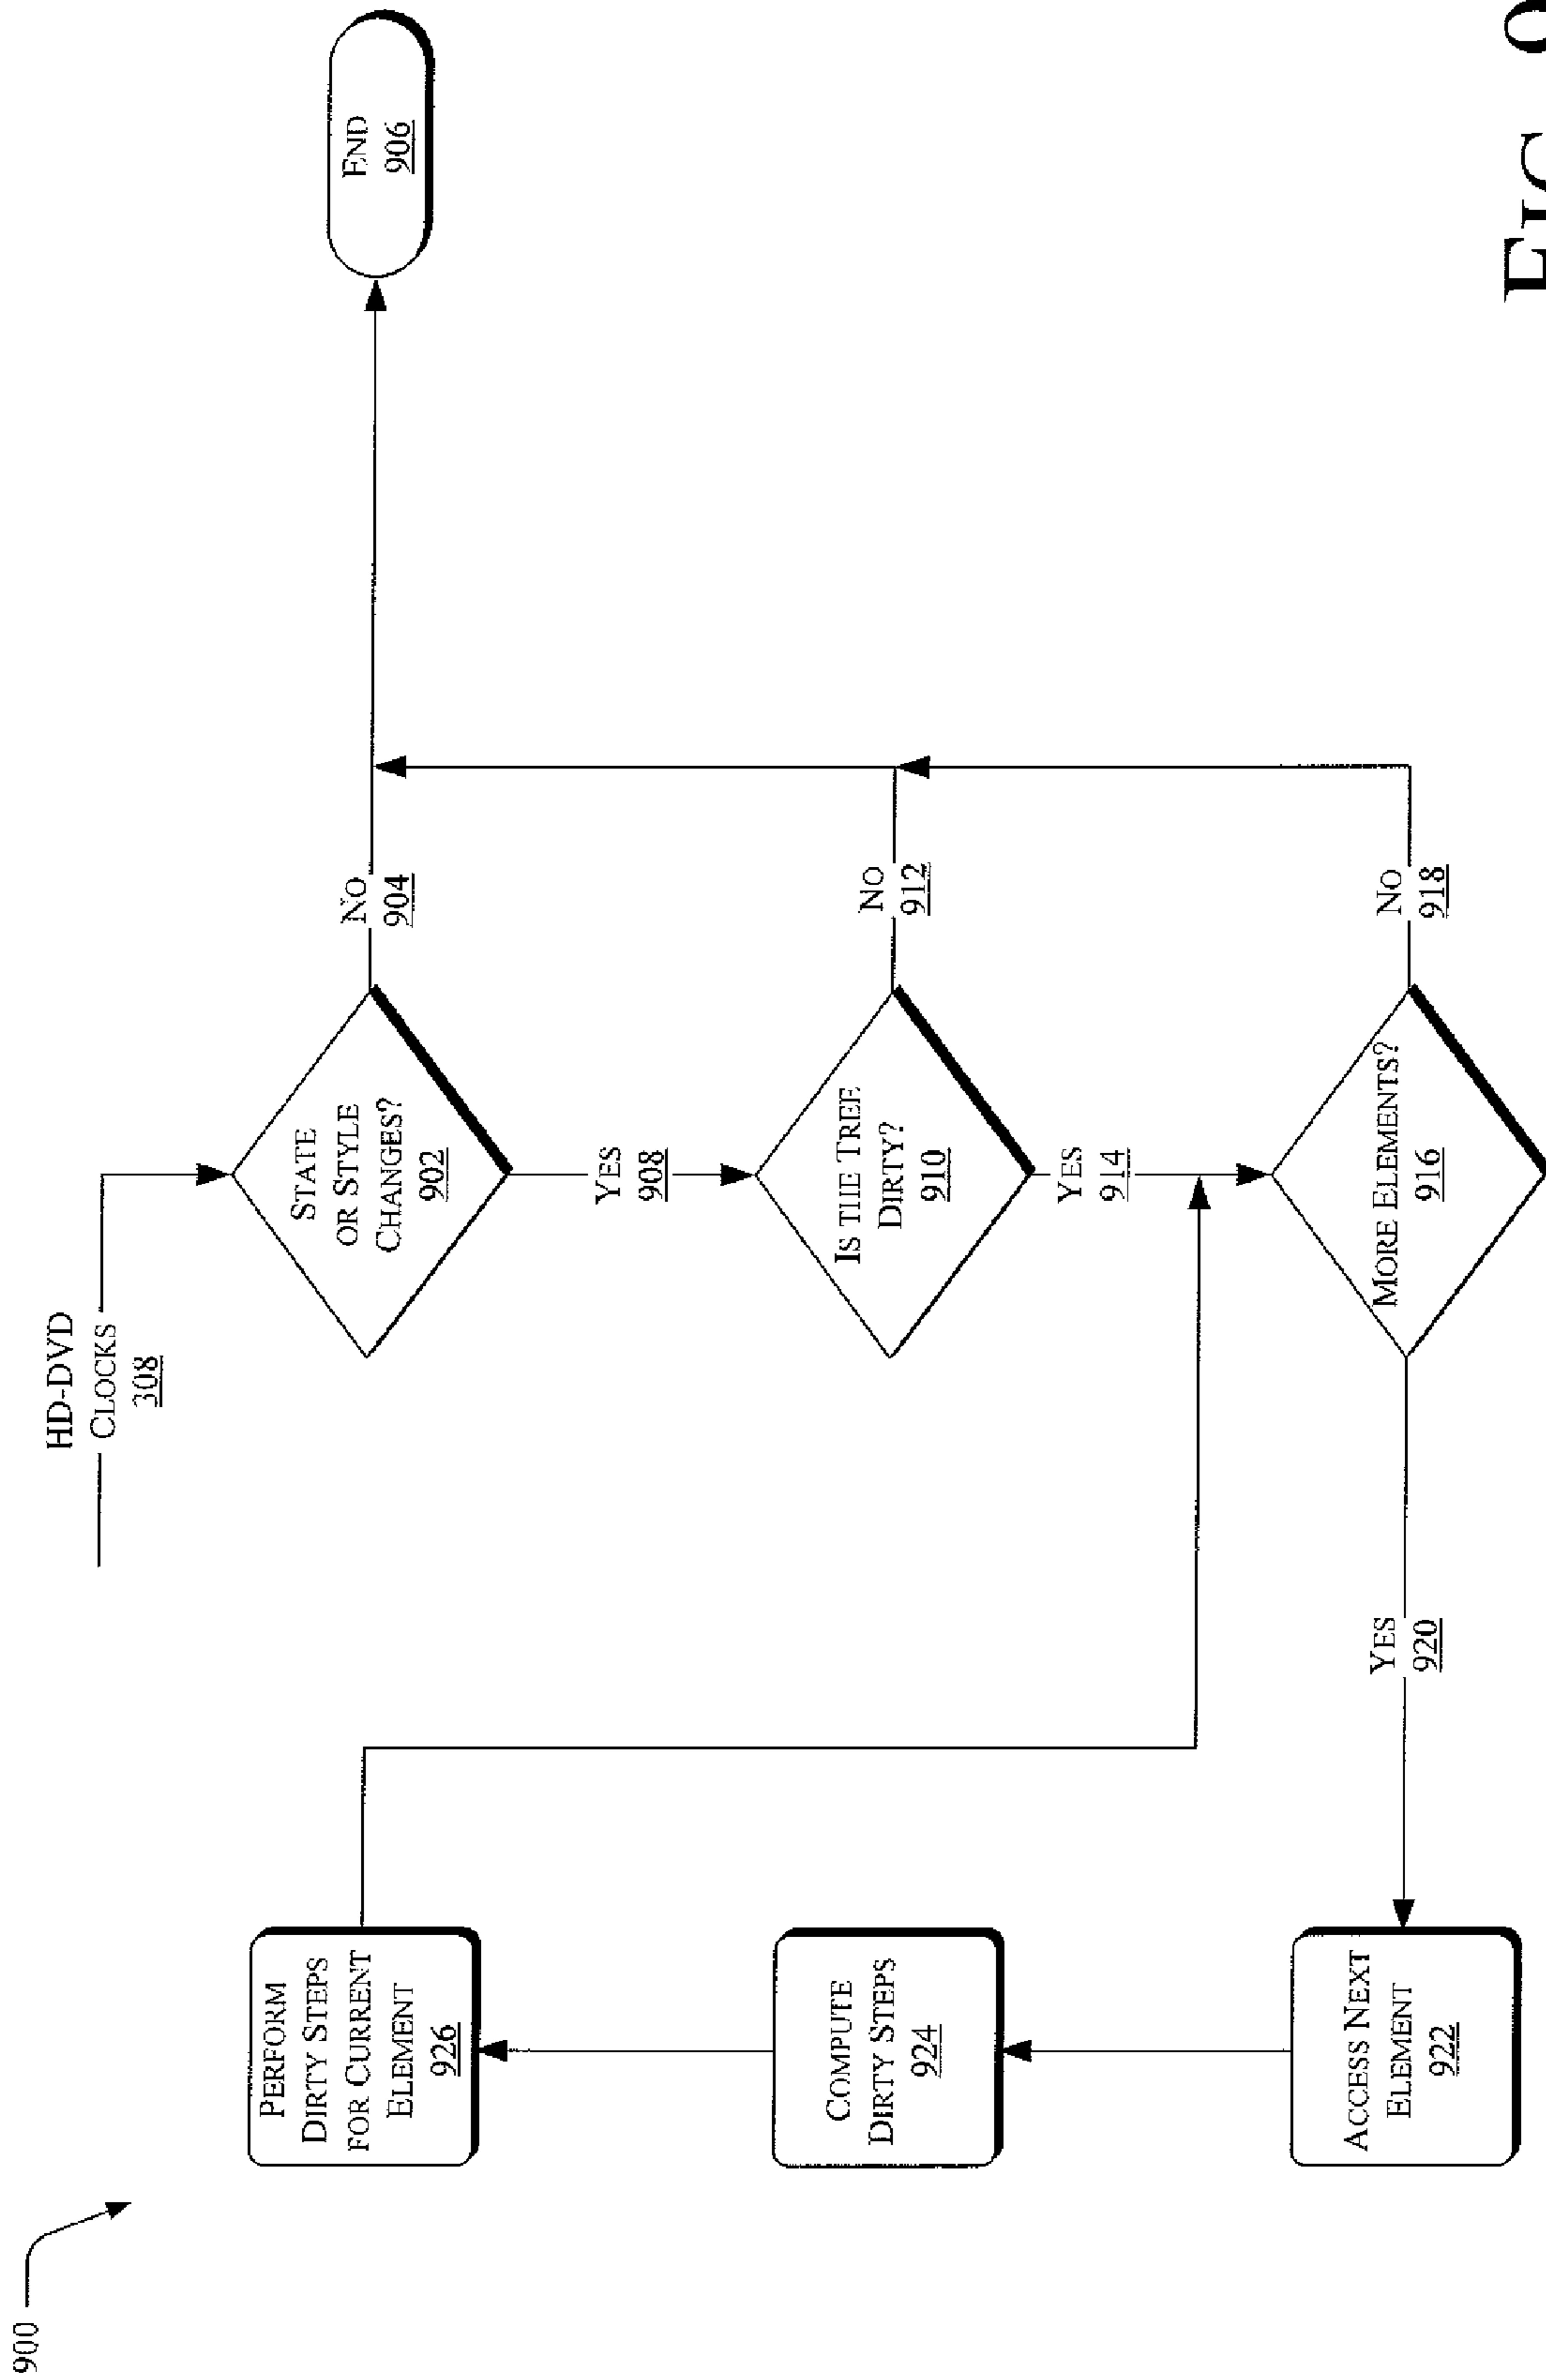 900
HD-DVD
CLOCKS
308
PERFORM
DIRTY STEPS
FOR CURRENT
ELEMENT
926
STATE
OR STYLE
CHANGES?
902
NO
904
END
906
YES
908
COMPUTE
DIRTY STEPS
924
IS THE TREE
DIRTY?
910
NO
912
YES
914
ACCESS NEXT
ELEMENT
922
YES
920
MORE ELEMENTS?
916
NO
918
FIG. 9